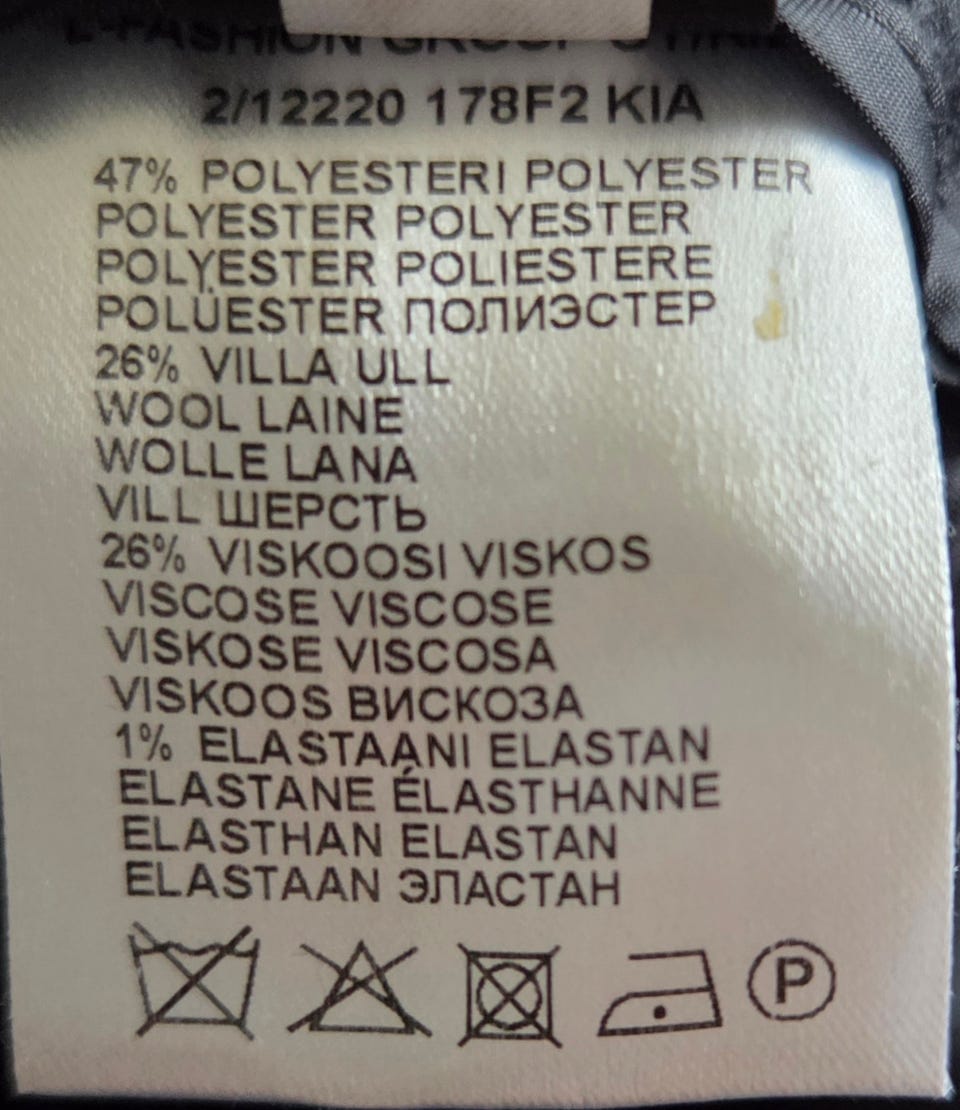 FASHION GROUP
2/12220 178F2 KIA
47% POLYESTERI POLYESTER
POLYESTER POLYESTER
POLYESTER POLIESTERE
POLÜESTER ПОЛИЭСТЕР
26% VILLA ULL
WOOL LAINE
WOLLE LANA
VILL ШЕРСТЬ
26% VISKOOSI VISKOS
VISCOSE VISCOSE
VISKOSE VISCOSA
VISKOOS ВИСКОЗА
1% ELASTAANI ELASTAN
ELASTANE ÉLASTHANNE
ELASTHAN ELASTAN
ELASTAAN ЭЛАСТАН
P